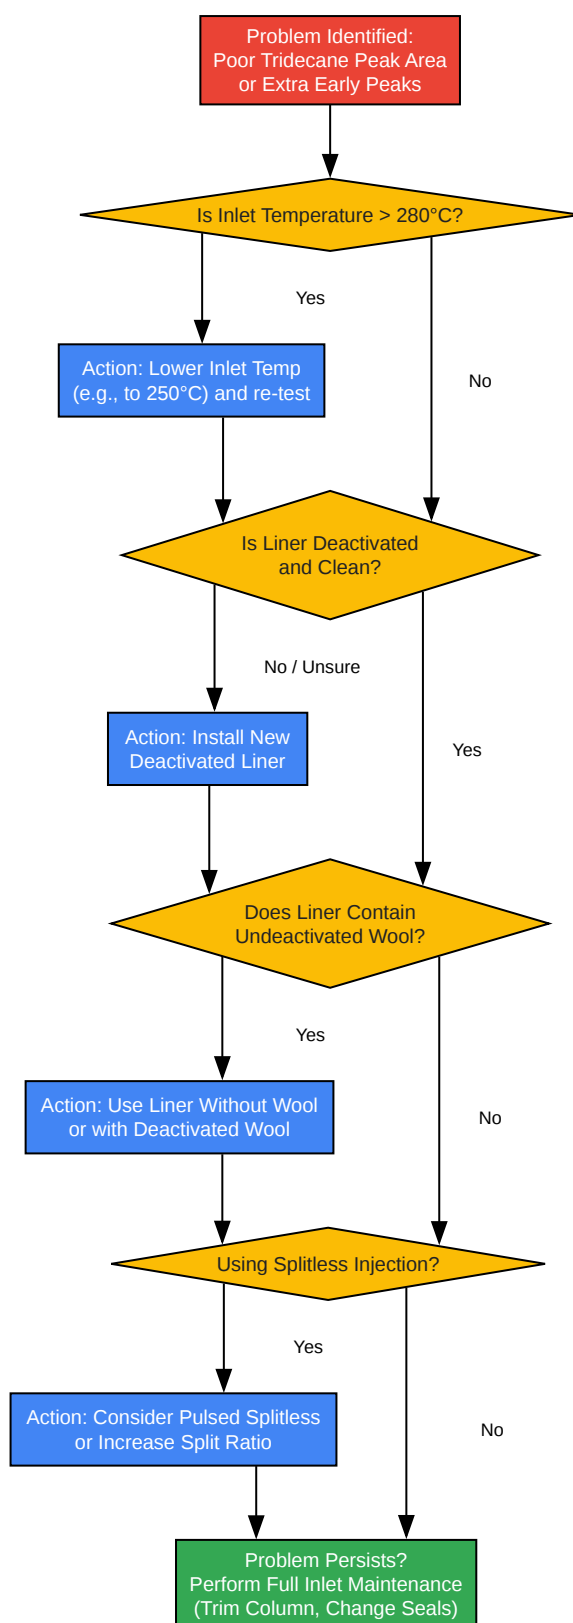 Problem Identified:
Poor Tridecane Peak Area
or Extra Early Peaks
Is Inlet Temperature > 280°C?
Yes
Action: Lower Inlet Temp
(e.g., to 250°C) and re-test
No
Is Liner Deactivated
and Clean?
No / Unsure
Action: Install New
Deactivated Liner
Yes
Does Liner Contain
Undeactivated Wool?
Yes
Action: Use Liner Without Wool
or with Deactivated Wool
No
Using Splitless Injection?
Yes
Action: Consider Pulsed Splitless
or Increase Split Ratio
No
Problem Persists?
Perform Full Inlet Maintenance
(Trim Column, Change Seals)